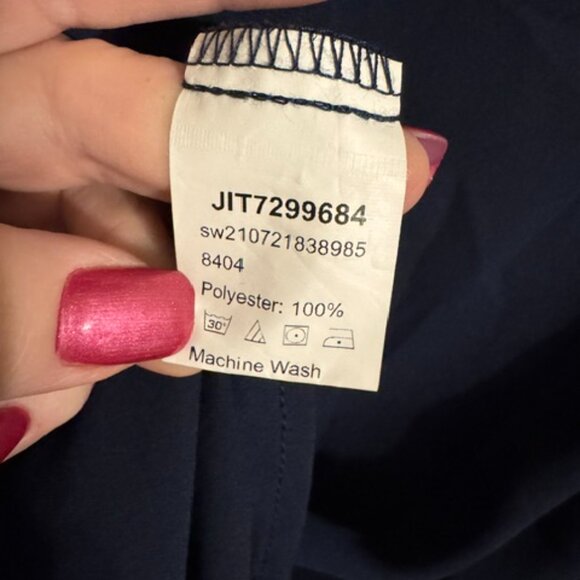 JIT7299684
sw210721838985
8404
Polyester: 100%
30°
Machine Wash